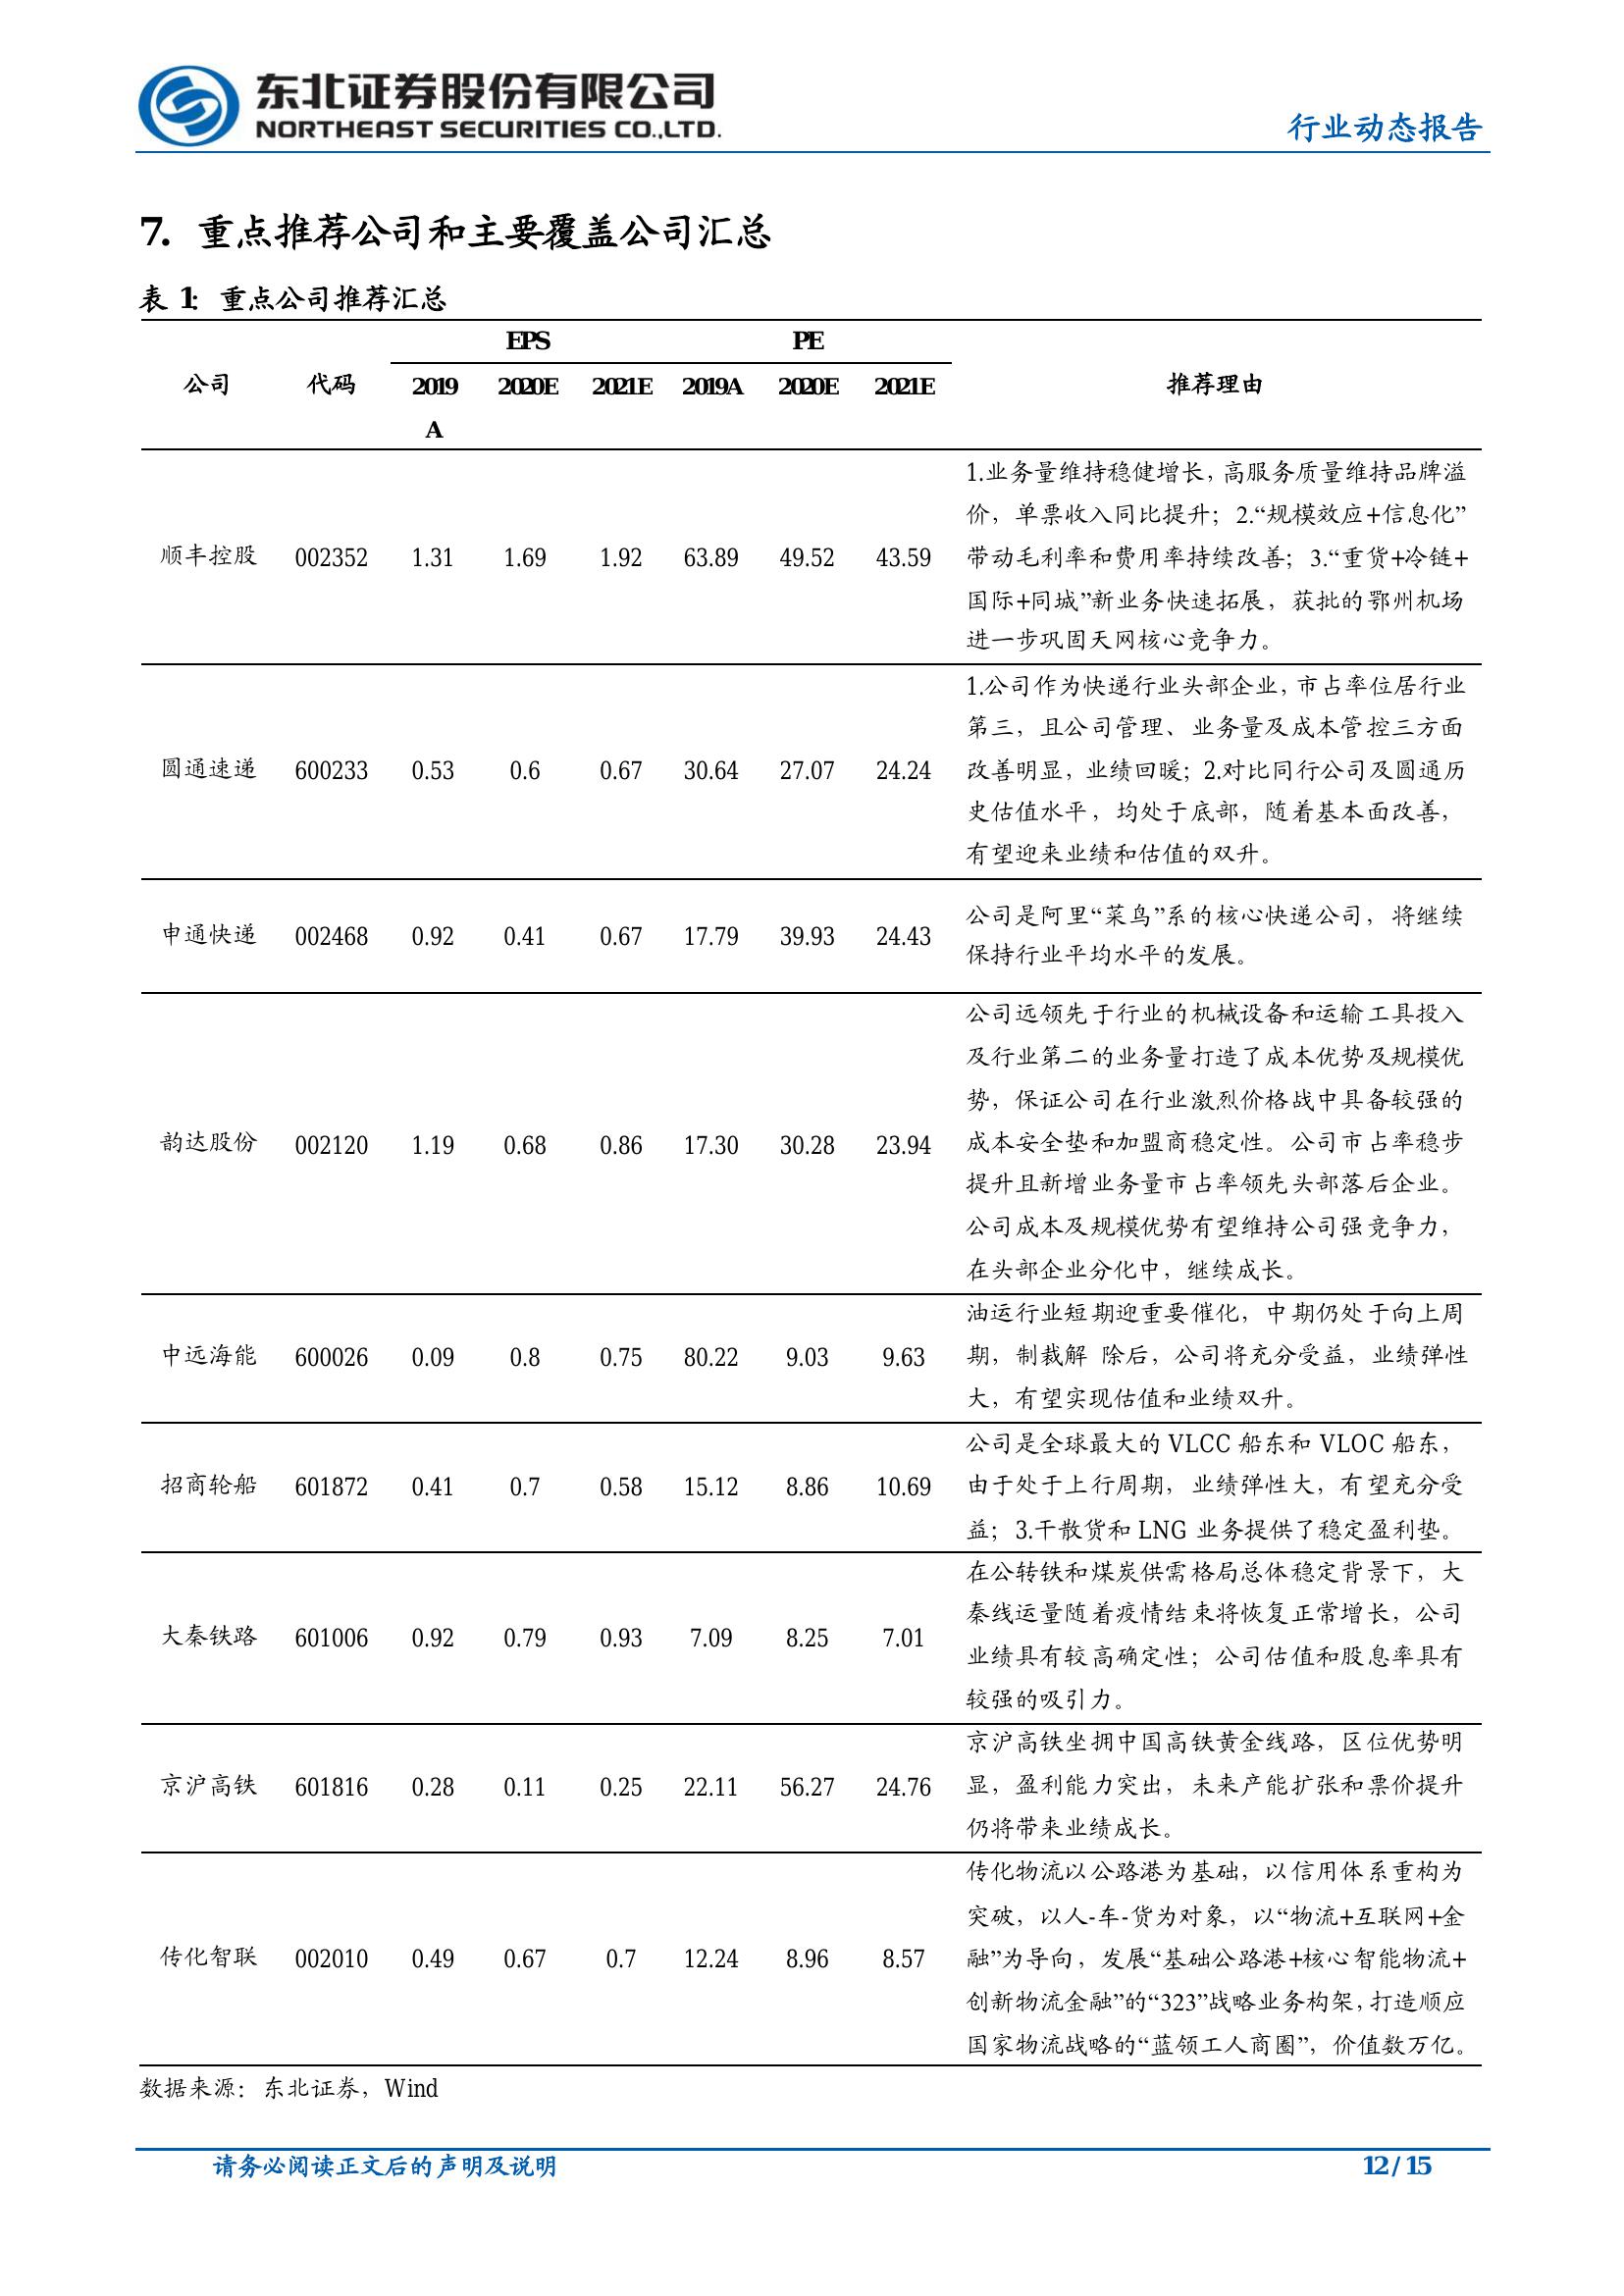 东北证券股份有限公司
NORTHEAST SECURITIES CO.,LTD.
行业动态报告
7. 重点推荐公司和主要覆盖公司汇总
表 1: 重点公司推荐汇总
EPS PE
公司 代码 2019 2020E 2021E 2019A 2020E 2021E 推荐理由
A
1.业务量维持稳健增长，高服务质量维持品牌溢
价，单票收入同比提升；2.“规模效应+信息化”
顺丰控股 002352 1.31 1.69 1.92 63.89 49.52 43.59 带动毛利率和费用率持续改善；3.“重货+冷链+
国际+同城”新业务快速拓展，获批的鄂州机场
进一步巩固天网核心竞争力。
1.公司作为快递行业头部企业，市占率位居行业
第三，且公司管理、业务量及成本管控三方面
圆通速递 600233 0.53 0.6 0.67 30.64 27.07 24.24 改善明显，业绩回暖；2.对比同行公司及圆通历
史估值水平，均处于底部，随着基本面改善，
有望迎来业绩和估值的双升。
公司是阿里“菜鸟”系的核心快递公司，将继续
申通快递 002468 0.92 0.41 0.67 17.79 39.93 24.43
保持行业平均水平的发展。
公司远领先于行业的机械设备和运输工具投入
及行业第二的业务量打造了成本优势及规模优
势，保证公司在行业激烈价格战中具备较强的
韵达股份 002120 1.19 0.68 0.86 17.30 30.28 23.94 成本安全垫和加盟商稳定性。公司市占率稳步
提升且新增业务量市占率领先头部落后企业。
公司成本及规模优势有望维持公司强竞争力，
在头部企业分化中，继续成长。
油运行业短期迎重要催化，中期仍处于向上周
中远海能 600026 0.09 0.8 0.75 80.22 9.03 9.63 期，制裁解 除后，公司将充分受益，业绩弹性
大，有望实现估值和业绩双升。
公司是全球最大的 VLCC 船东和 VLOC 船东，
招商轮船 601872 0.41 0.7 0.58 15.12 8.86 10.69 由于处于上行周期，业绩弹性大，有望充分受
益；3.干散货和 LNG 业务提供了稳定盈利垫。
在公转铁和煤炭供需格局总体稳定背景下，大
秦线运量随着疫情结束将恢复正常增长，公司
大秦铁路 601006 0.92 0.79 0.93 7.09 8.25 7.01
业绩具有较高确定性；公司估值和股息率具有
较强的吸引力。
京沪高铁坐拥中国高铁黄金线路，区位优势明
京沪高铁 601816 0.28 0.11 0.25 22.11 56.27 24.76 显，盈利能力突出，未来产能扩张和票价提升
仍将带来业绩成长。
传化物流以公路港为基础，以信用体系重构为
突破，以人-车-货为对象，以“物流+互联网+金
传化智联 002010 0.49 0.67 0.7 12.24 8.96 8.57 融”为导向，发展“基础公路港+核心智能物流+
创新物流金融”的“323”战略业务构架，打造顺应
国家物流战略的“蓝领工人商圈”，价值数万亿。
数据来源：东北证券，Wind
请务必阅读正文后的声明及说明 12 / 15